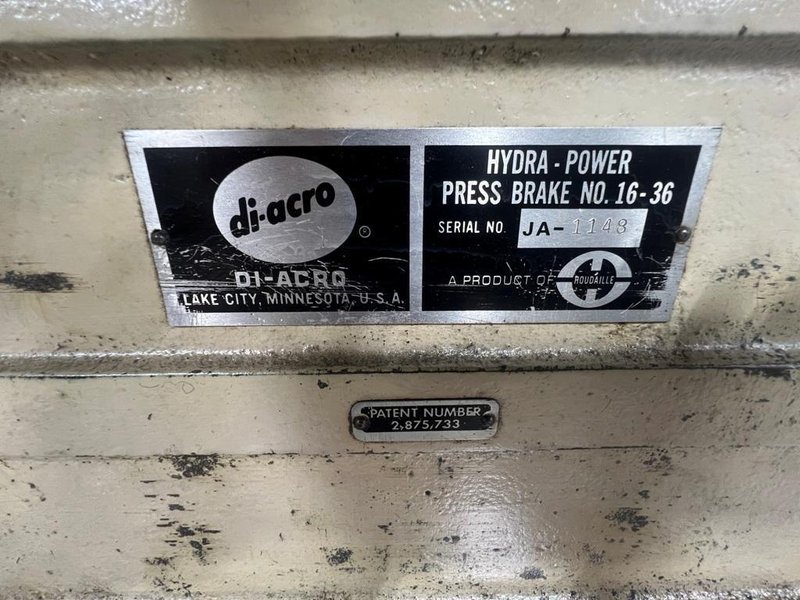 di-acro
®
DI-ACRO
LAKE CITY, MINNESOTA, U.S.A.
HYDRA-POWER
PRESS BRAKE NO. 16-36
SERIAL NO. JA-1148
A PRODUCT OF HOUDAILLE
PATENT NUMBER
2,875,733